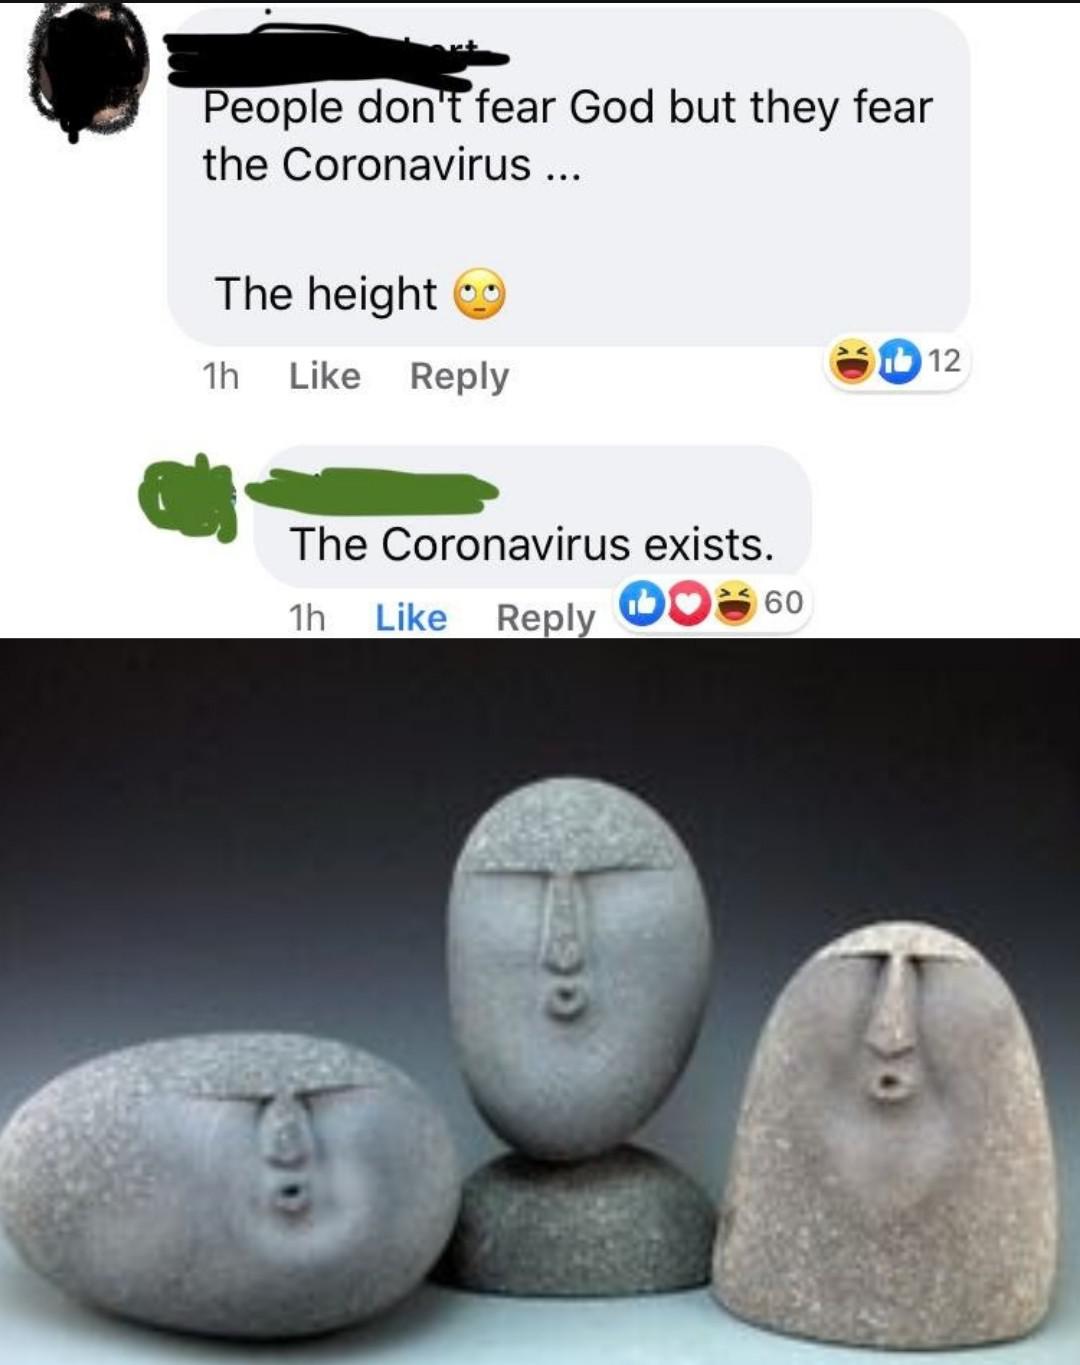 People don't fear God but they fear
the Coronavirus ...
The height 🙄
1h Like Reply 12
The Coronavirus exists.
1h Like Reply 60